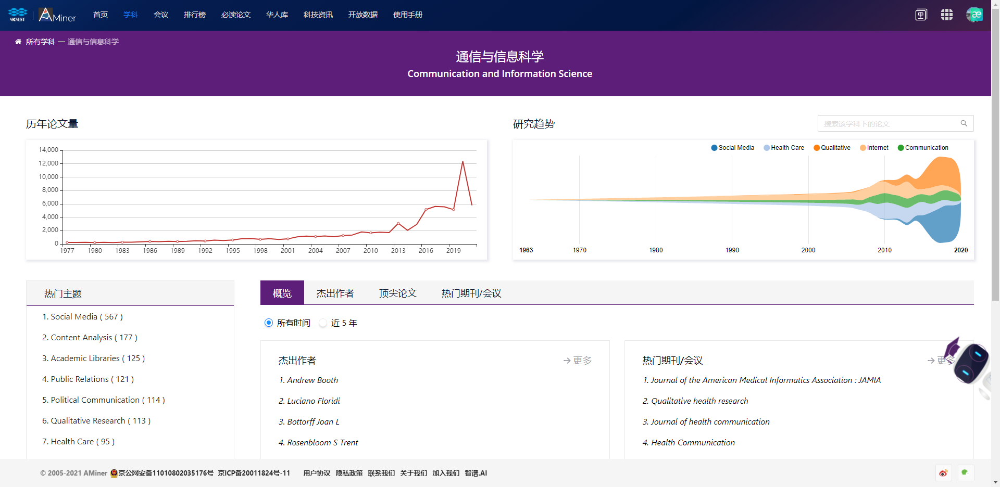 AMiner 首页 学科 会议 排行榜 必读论文 华人库 科技资讯 开放数据 使用手册
所有学科 — 通信与信息科学
通信与信息科学
Communication and Information Science
历年论文量
14,000
12,000
10,000
8,000
6,000
4,000
2,000
0
1977 1980 1983 1986 1989 1992 1995 1998 2001 2004 2007 2010 2013 2016 2019
研究趋势
搜索该学科下的论文
Social Media Health Care Qualitative Internet Communication
1963 1970 1980 1990 2000 2010 2020
热门主题
1. Social Media ( 567 )
2. Content Analysis ( 177 )
3. Academic Libraries ( 125 )
4. Public Relations ( 121 )
5. Political Communication ( 114 )
6. Qualitative Research ( 113 )
7. Health Care ( 95 )
概览 杰出作者 顶尖论文 热门期刊/会议
所有时间 近 5 年
杰出作者 → 更多
1. Andrew Booth
2. Luciano Floridi
3. Bottorff Joan L
4. Rosenbloom S Trent
热门期刊/会议 → 更多
1. Journal of the American Medical Informatics Association : JAMIA
2. Qualitative health research
3. Journal of health communication
4. Health Communication
© 2005-2021 AMiner 京公网安备11010802035176号 京ICP备20011824号-11 用户协议 隐私政策 联系我们 关于我们 加入我们 智谱.AI